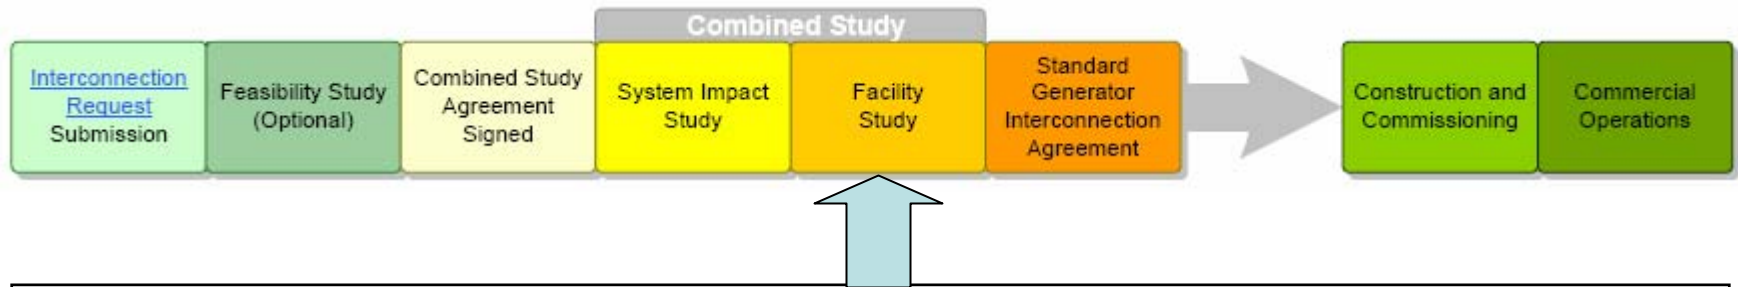 Combined Study
Interconnection
Request
Submission
Feasibility Study
(Optional)
Combined Study
Agreement
Signed
System Impact
Study
Facility
Study
Standard
Generator
Interconnection
Agreement
Construction and
Commissioning
Commercial
Operations